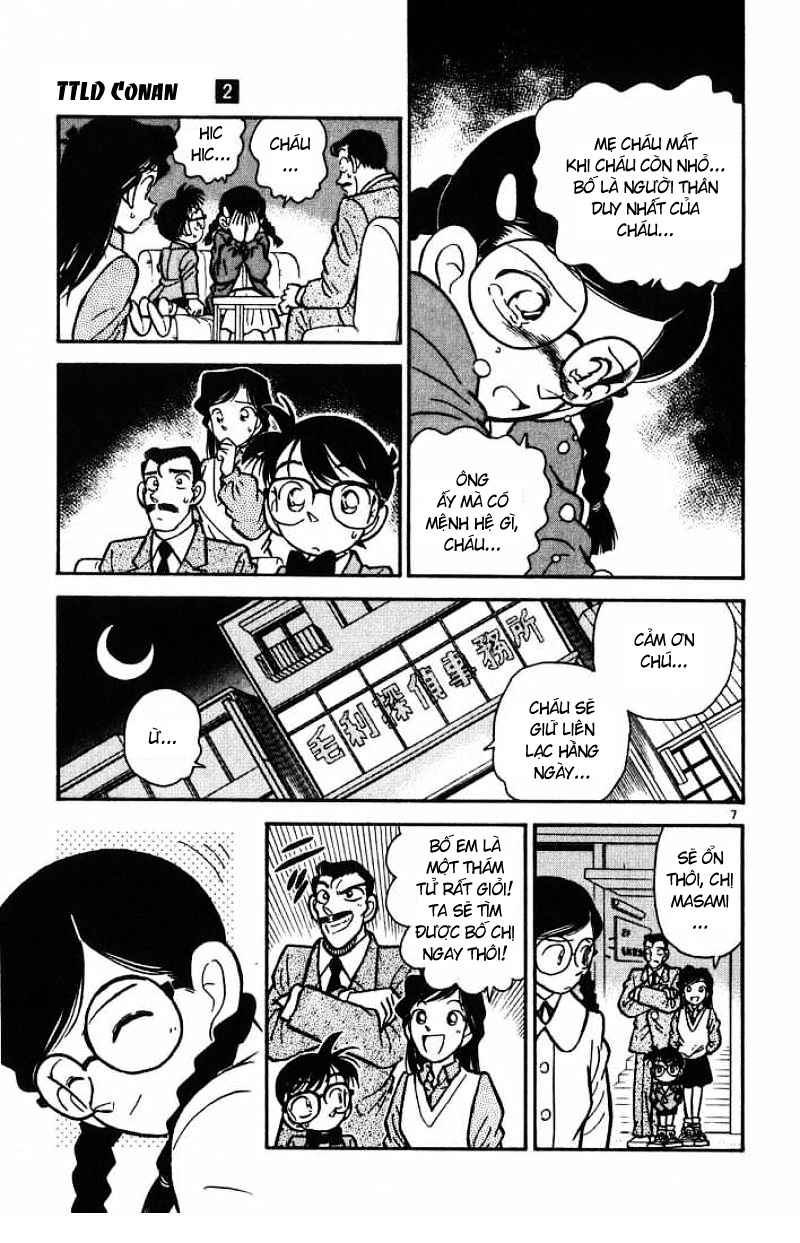 TTLD CONAN 2
MẸ CHÁU MẤT
KHI CHÁU CÒN NHỎ...
BỐ LÀ NGƯỜI THÂN
DUY NHẤT CỦA
CHÁU...
HIC
HIC...
CHÁU
...
ÔNG
ẤY MÀ CÓ
MỆNH HỆ GÌ,
CHÁU...
CẢM ƠN
CHÚ...
CHÁU SẼ
GIỮ LIÊN
LẠC HÀNG
NGÀY...
毛利探偵事務所
Ừ...
7
SẼ ỔN
THÔI, CHỊ
MASAMI
...
BỐ EM LÀ
MỘT THÁM
TỬ RẤT GIỎI!
TA SẼ TÌM
ĐƯỢC BỐ CHỊ
NGAY THÔI!